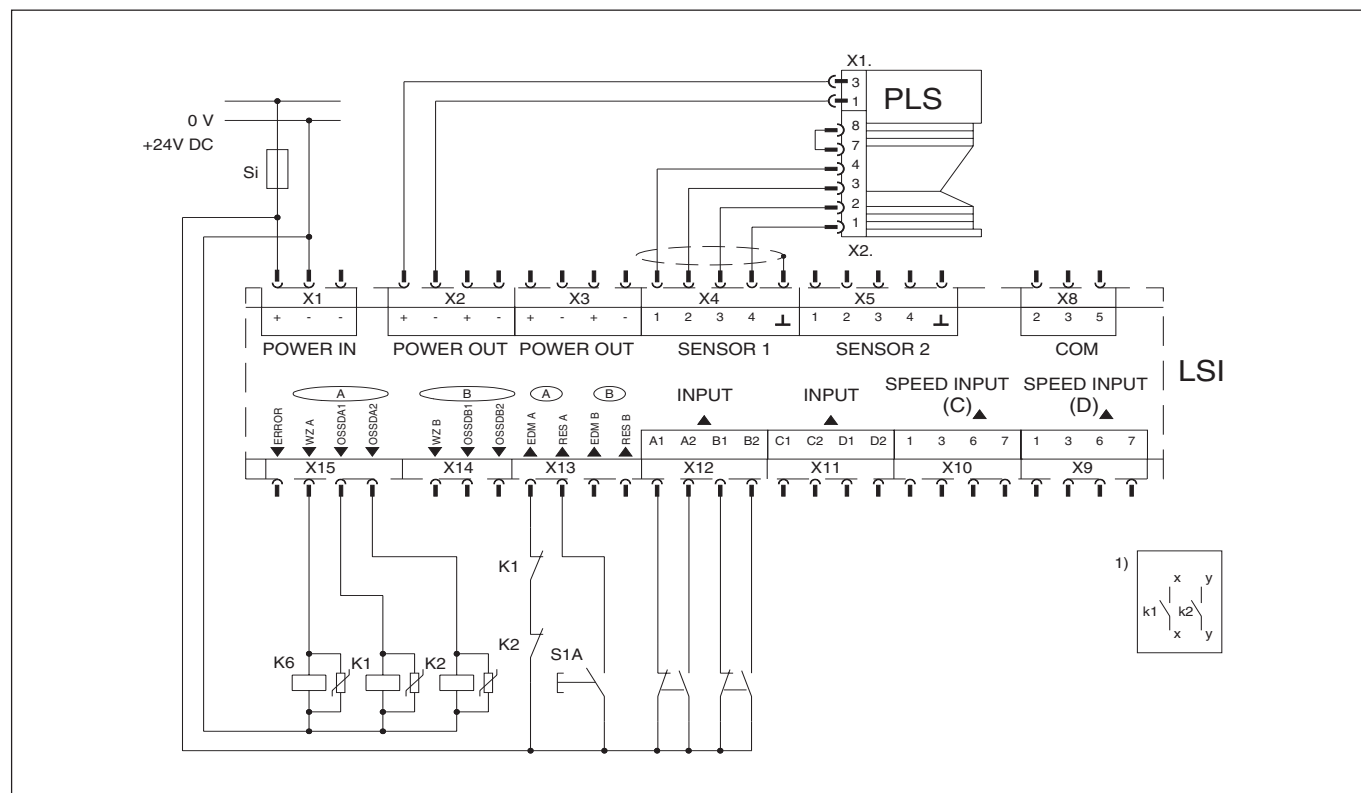 X1.
3
PLS
1
8
7
4
3
2
1
X2.
0 V
+24V DC
Si
X1 X2 X3 X4 X5 X8
+ - - + - + - + - + - 1 2 3 4 1 2 3 4 2 3 5
POWER IN POWER OUT POWER OUT SENSOR 1 SENSOR 2 COM
LSI
A B A B
INPUT INPUT SPEED INPUT (C) SPEED INPUT (D)
ERROR WZ A OSSDA1 OSSDA2 WZ B OSSDB1 OSSDB2 EDM A RES A EDM B RES B
A1 A2 B1 B2 C1 C2 D1 D2 1 3 6 7 1 3 6 7
X15 X14 X13 X12 X11 X10 X9
K1
K2
S1A
K6 K1 K2
1)
x y
k1 k2
x y